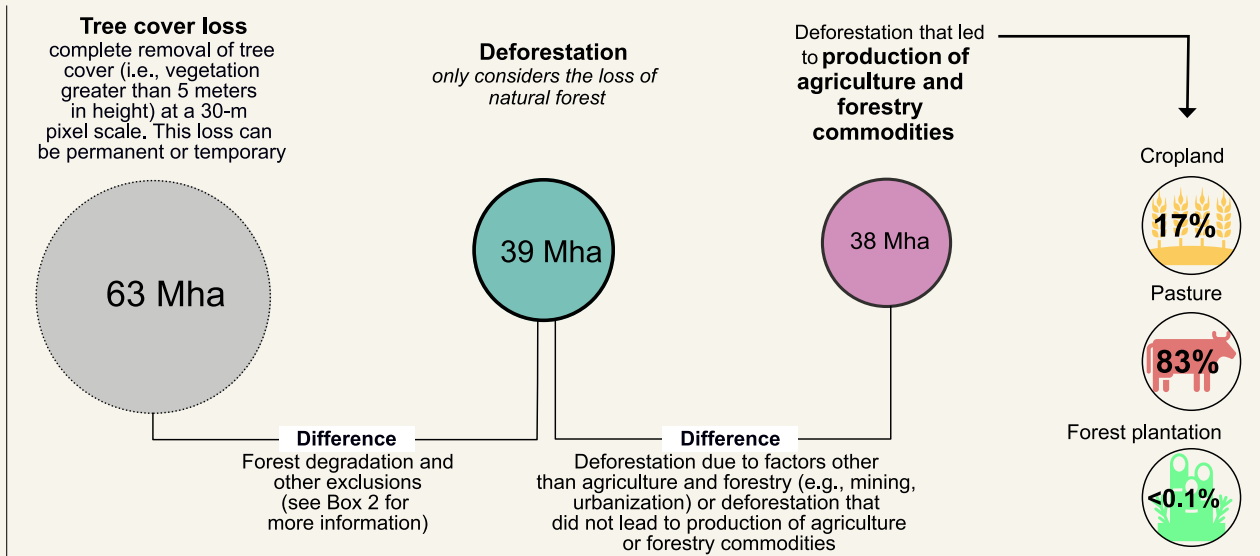 Tree cover loss
complete removal of tree
cover (i.e., vegetation
greater than 5 meters
in height) at a 30-m
pixel scale. This loss can
be permanent or temporary
63 Mha
Deforestation
only considers the loss of
natural forest
39 Mha
Deforestation that led
to production of
agriculture and
forestry
commodities
38 Mha
Cropland
17%
Pasture
83%
Forest plantation
<0.1%
Difference
Forest degradation and
other exclusions
(see Box 2 for
more information)
Difference
Deforestation due to factors other
than agriculture and forestry (e.g., mining,
urbanization) or deforestation that
did not lead to production of agriculture
or forestry commodities